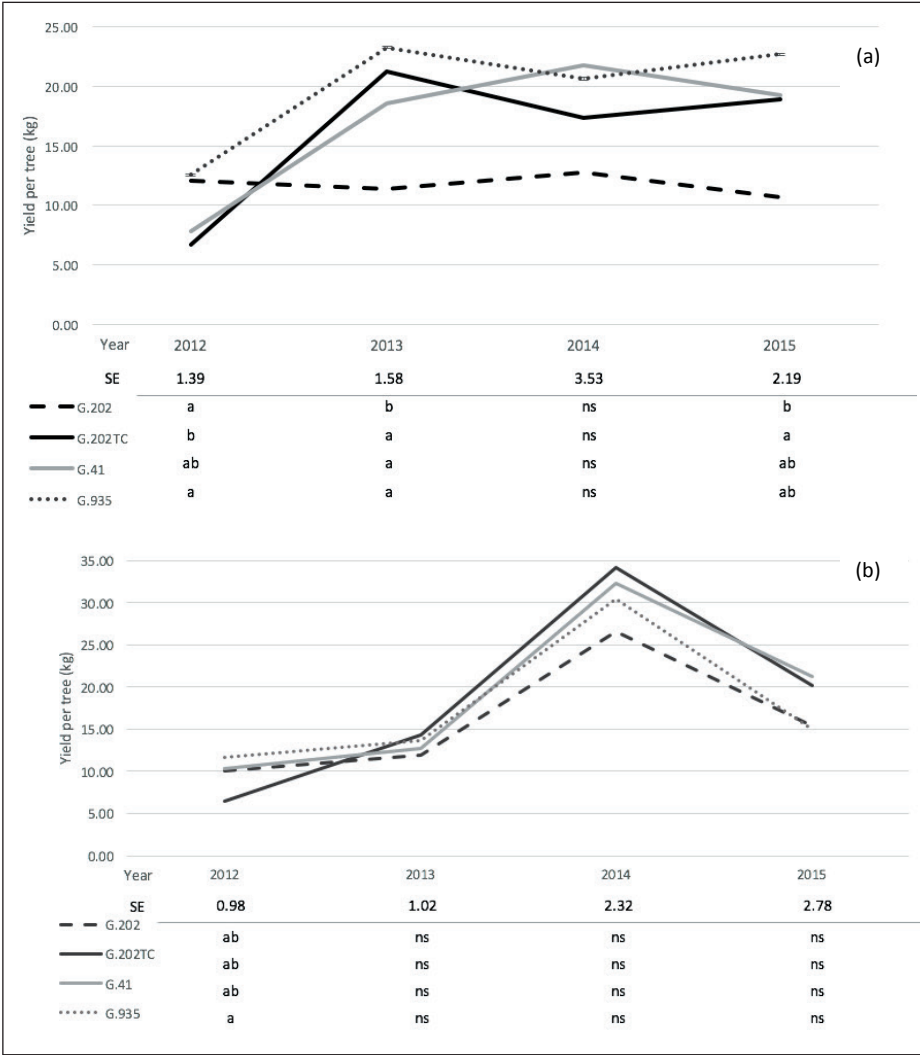 25.00
(a)
20.00
15.00
10.00
5.00
0.00
Yield per tree (kg)
Year 2012 2013 2014 2015
SE 1.39 1.58 3.53 2.19
G.202 a b ns b
G.202TC b a ns a
G.41 ab a ns ab
G.935 a a ns ab
35.00
(b)
30.00
25.00
20.00
15.00
10.00
5.00
0.00
Yield per tree (kg)
Year 2012 2013 2014 2015
SE 0.98 1.02 2.32 2.78
G.202 ab ns ns ns
G.202TC ab ns ns ns
G.41 ab ns ns ns
G.935 a ns ns ns